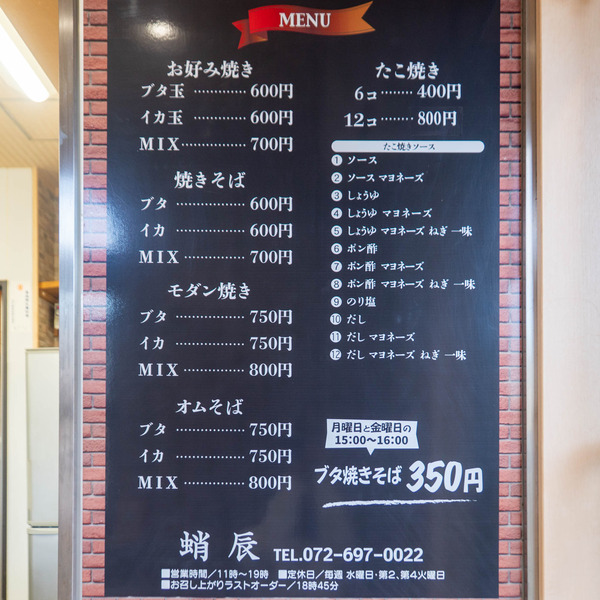 MENU
お好み焼き
ブタ玉 ………… 600円
イカ玉 ………… 600円
MIX………… 700円
焼きそば
ブタ ………… 600円
イカ ………… 600円
MIX………… 700円
モダン焼き
ブタ ………… 750円
イカ ………… 750円
MIX………… 800円
オムそば
ブタ ………… 750円
イカ ………… 750円
MIX………… 800円
たこ焼き
6コ…… 400円
12コ…… 800円
たこ焼きソース
❶ ソース
❷ ソース マヨネーズ
❸ しょうゆ
❹ しょうゆ マヨネーズ
❺ しょうゆ マヨネーズ ねぎ 一味
❻ ポン酢
❼ ポン酢 マヨネーズ
❽ ポン酢 マヨネーズ ねぎ 一味
❾ のり塩
❿ だし
⓫ だし マヨネーズ
⓬ だし マヨネーズ ねぎ 一味
月曜日と金曜日の
15:00〜16:00
ブタ焼きそば 350円
蛸 辰 TEL.072-697-0022
■営業時間/11時〜19時 ■定休日/毎週 水曜日・第2、第4火曜日
■お召し上がりラストオーダー/18時45分